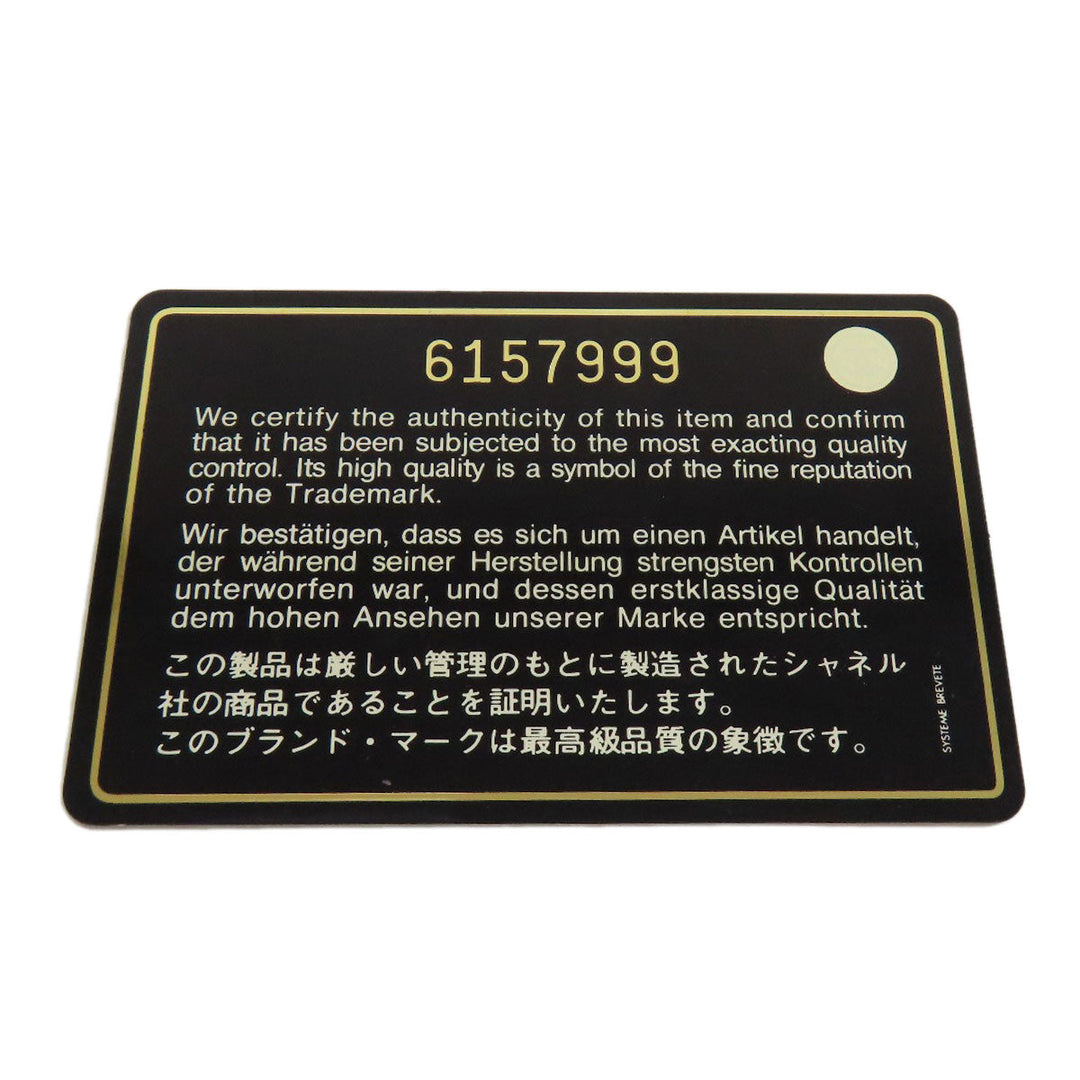 6157999
We certify the authenticity of this item and confirm
that it has been subjected to the most exacting quality
control. Its high quality is a symbol of the fine reputation
of the Trademark.
Wir bestätigen, dass es sich um einen Artikel handelt,
der während seiner Herstellung strengsten Kontrollen
unterworfen war, und dessen erstklassige Qualität
dem hohen Ansehen unserer Marke entspricht.
この製品は厳しい管理のもとに製造されたシャネル
社の商品であることを証明いたします。
このブランド・マークは最高級品質の象徴です。
SYSTEME BREVETE